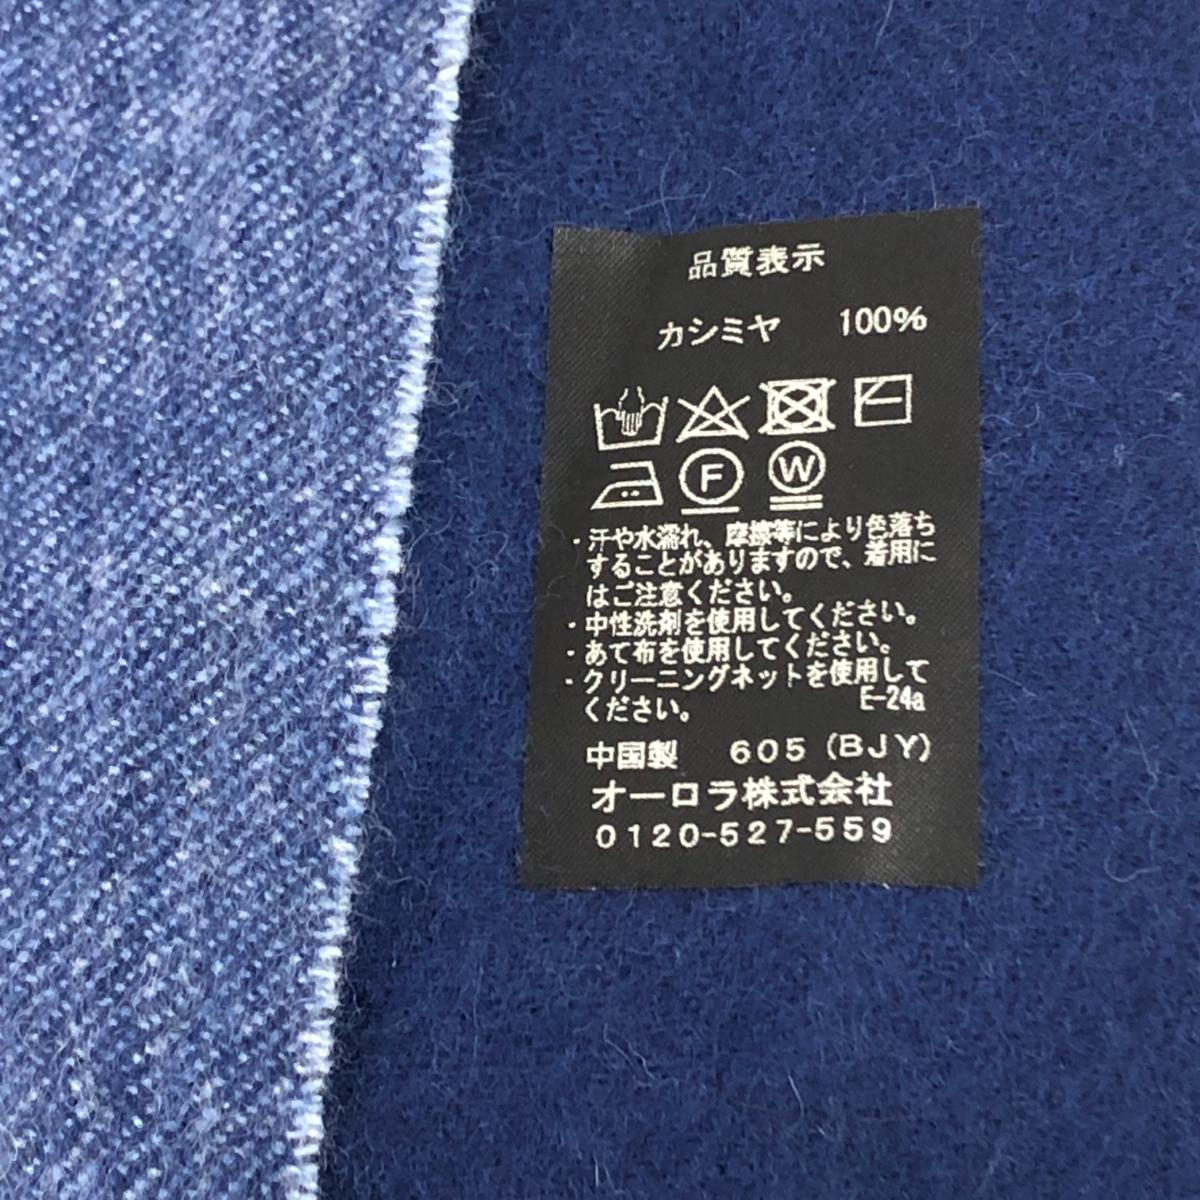 品質表示
カシミヤ 100%
F W
・汗や水濡れ、摩擦等により色落ち
することがありますので、着用に
はご注意ください。
・中性洗剤を使用してください。
・あて布を使用してください。
・クリーニングネットを使用して
ください。 E-24a
中国製 605 (BJY)
オーロラ株式会社
0120-527-559